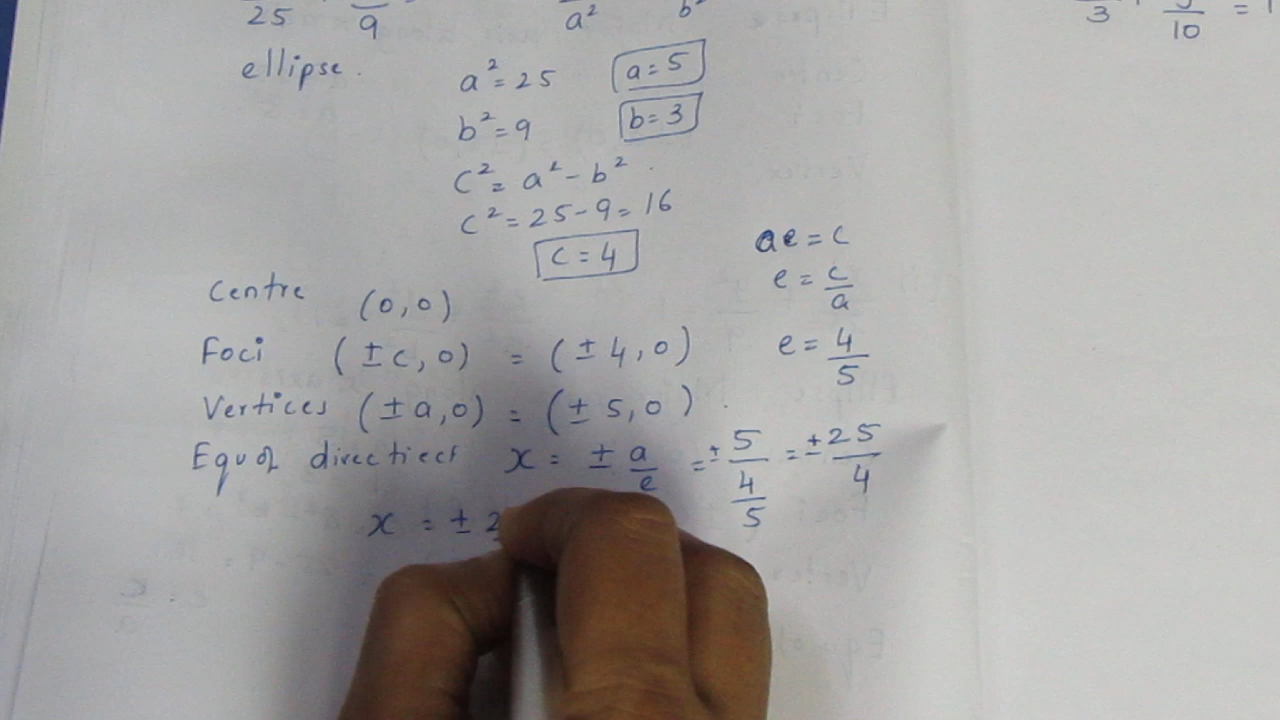 25 9 a² b²
3 10 = 1
ellipse.
a² = 25 a = 5
b² = 9 b = 3
c² = a² - b²
c² = 25 - 9 = 16
c = 4
ae = c
e = c/a
e = 4/5
Centre (0,0)
Foci (±c, 0) = (±4, 0)
Vertices (±a, 0) = (±5, 0)
Equ of x = ± a/e = ± 5/(4/5) = ± 25/4
x = ± 2